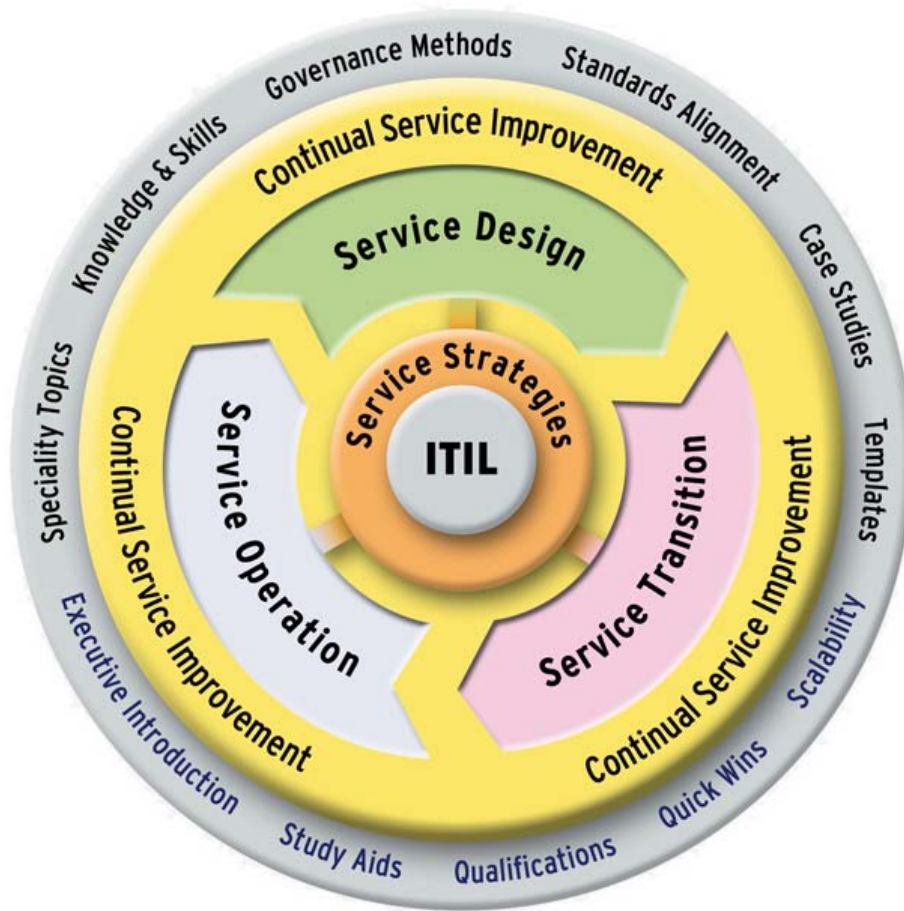 Governance Methods
Standards Alignment
Case Studies
Templates
Scalability
Quick Wins
Qualifications
Study Aids
Executive Introduction
Speciality Topics
Knowledge & Skills
Continual Service Improvement
Continual Service Improvement
Continual Service Improvement
Service Design
Service Transition
Service Operation
Service Strategies
ITIL